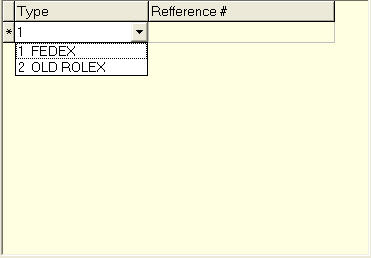 Type Refference #
* 1
1 FEDEX
2 OLD ROLEX